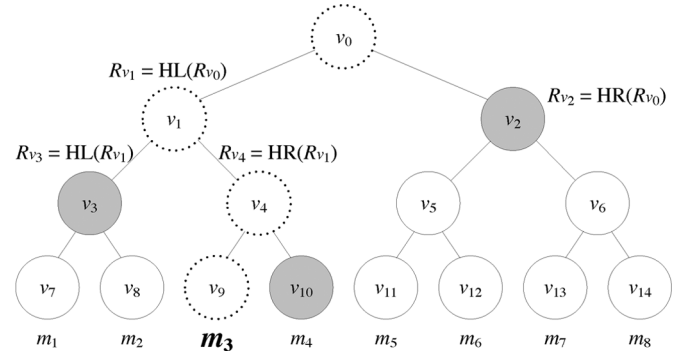 v0
Rv1 = HL(Rv0)
Rv2 = HR(Rv0)
v1
v2
Rv3 = HL(Rv1)
Rv4 = HR(Rv1)
v3
v4
v5
v6
v7
v8
v9
v10
v11
v12
v13
v14
m1
m2
m3
m4
m5
m6
m7
m8